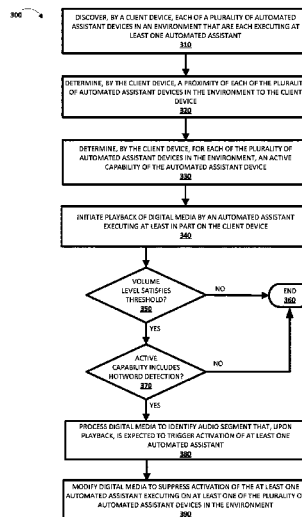 300
DISCOVER, BY A CLIENT DEVICE, EACH OF A PLURALITY OF AUTOMATED
ASSISTANT DEVICES IN AN ENVIRONMENT THAT ARE EACH EXECUTING AT
LEAST ONE AUTOMATED ASSISTANT
310
DETERMINE, BY THE CLIENT DEVICE, A PROXIMITY OF EACH OF THE PLURALITY
OF AUTOMATED ASSISTANT DEVICES IN THE ENVIRONMENT TO THE CLIENT
DEVICE
320
DETERMINE, BY THE CLIENT DEVICE, FOR EACH OF THE PLURALITY OF
AUTOMATED ASSISTANT DEVICES IN THE ENVIRONMENT, AN ACTIVE
CAPABILITY OF THE AUTOMATED ASSISTANT DEVICE
330
INITIATE PLAYBACK OF DIGITAL MEDIA BY AN AUTOMATED ASSISTANT
EXECUTING AT LEAST IN PART ON THE CLIENT DEVICE
340
VOLUME
LEVEL SATISFIES
THRESHOLD?
350
NO
END
360
YES
ACTIVE
CAPABILITY INCLUDES
HOTWORD DETECTION?
370
NO
YES
PROCESS DIGITAL MEDIA TO IDENTIFY AUDIO SEGMENT THAT, UPON
PLAYBACK, IS EXPECTED TO TRIGGER ACTIVATION OF AT LEAST ONE
AUTOMATED ASSISTANT
380
MODIFY DIGITAL MEDIA TO SUPPRESS ACTIVATION OF THE AT LEAST ONE
AUTOMATED ASSISTANT EXECUTING ON AT LEAST ONE OF THE PLURALITY OF
AUTOMATED ASSISTANT DEVICES IN THE ENVIRONMENT
390